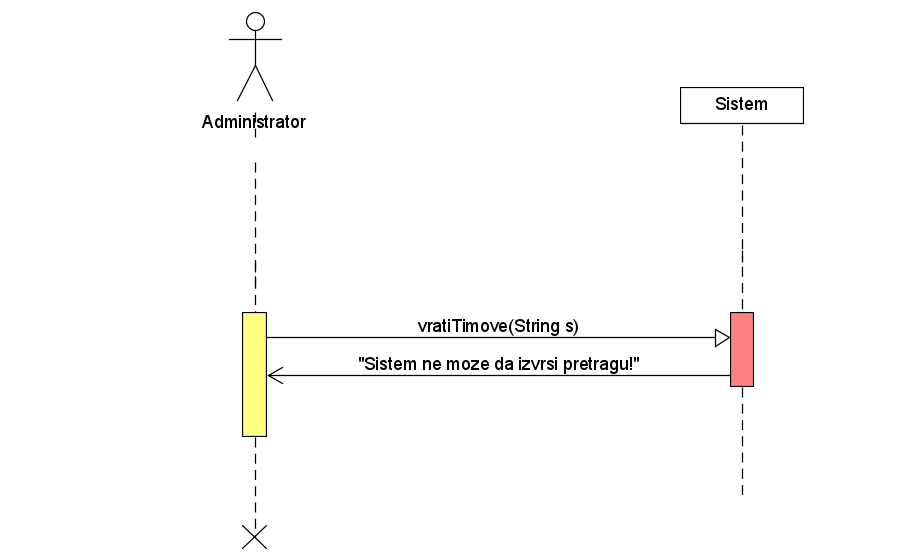 Administrator
Sistem
vratiTimove(String s)
"Sistem ne moze da izvrsi pretragu!"